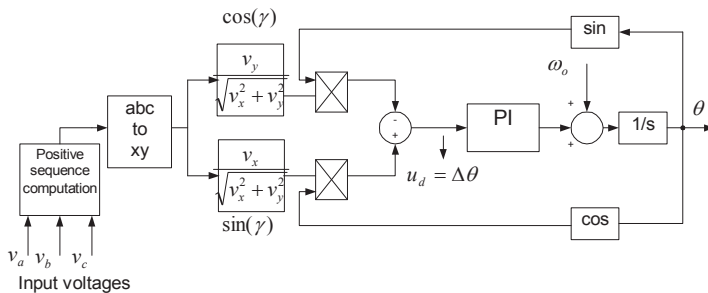 cos(γ)
sin
v_y
√(v_x² + v_y²)
ω_o
abc
to
xy
-
+
PI
+
+
1/s
θ
Positive
sequence
computation
v_x
√(v_x² + v_y²)
u_d = Δθ
sin(γ)
cos
v_a v_b v_c
Input voltages